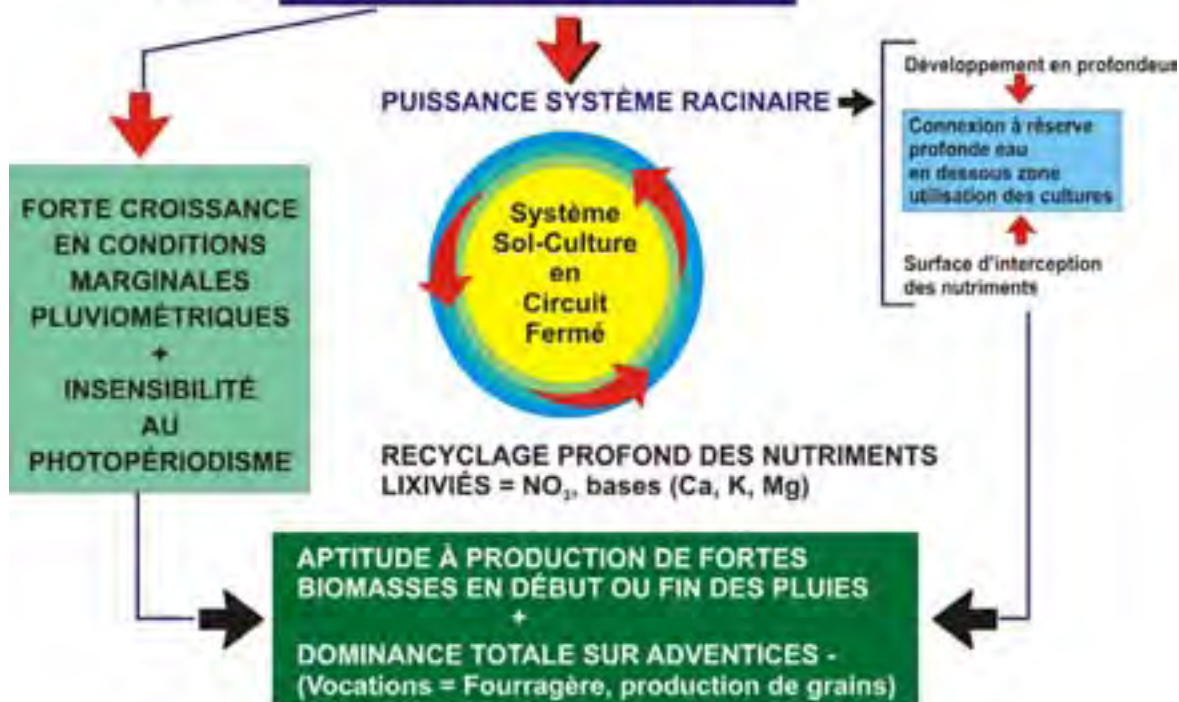 PUISSANCE SYSTÈME RACINAIRE
Développement en profondeur
Connexion à réserve
profonde eau
en dessous zone
utilisation des cultures
Surface d'interception
des nutriments
FORTE CROISSANCE
EN CONDITIONS
MARGINALES
PLUVIOMÉTRIQUES
+
INSENSIBILITÉ
AU
PHOTOPÉRIODISME
Système
Sol-Culture
en
Circuit
Fermé
RECYCLAGE PROFOND DES NUTRIMENTS
LIXIVIÉS = NO₃, bases (Ca, K, Mg)
APTITUDE À PRODUCTION DE FORTES
BIOMASSES EN DÉBUT OU FIN DES PLUIES
+
DOMINANCE TOTALE SUR ADVENTICES -
(Vocations = Fourragère, production de grains)